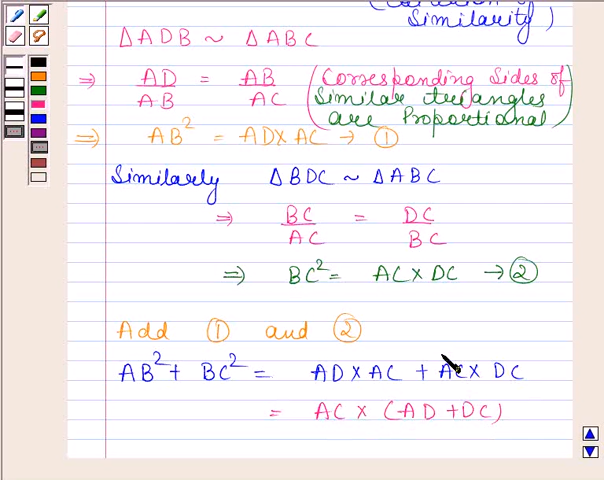 Similarity)
ΔADB ~ ΔABC
⇒ AD/AB = AB/AC (Corresponding Sides of Similar triangles are Proportional)
⇒ AB² = AD×AC → ①
Similarly ΔBDC ~ ΔABC
⇒ BC/AC = DC/BC
⇒ BC² = AC×DC → ②
Add ① and ②
AB² + BC² = AD×AC + AC×DC
= AC × (AD+DC)